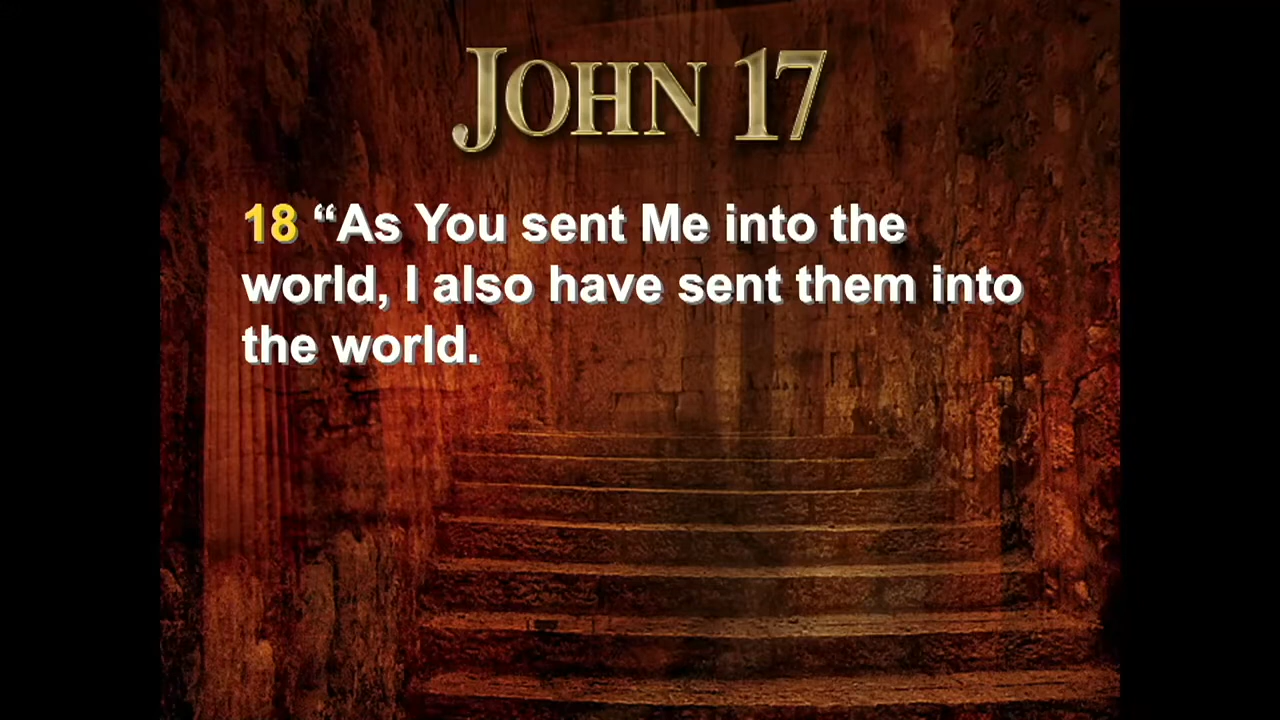 JOHN 17
18 “As You sent Me into the
world, I also have sent them into
the world.